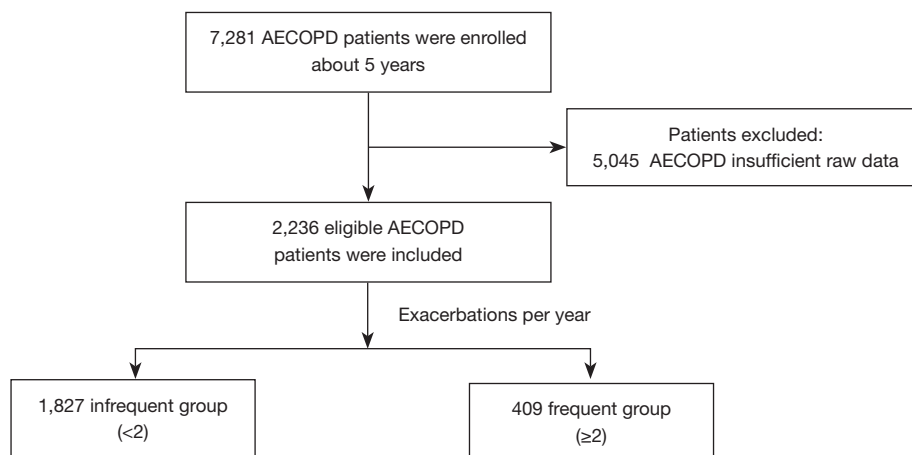 7,281 AECOPD patients were enrolled
about 5 years
Patients excluded:
5,045 AECOPD insufficient raw data
2,236 eligible AECOPD
patients were included
Exacerbations per year
1,827 infrequent group
(<2)
409 frequent group
(≥2)